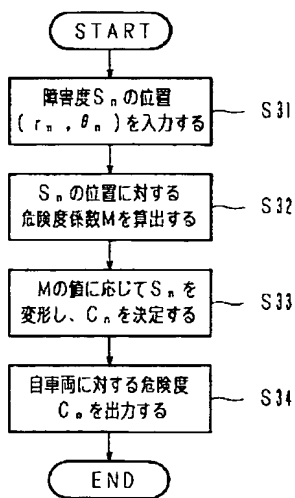 START
障害度Sₙの位置
(rₙ,θₙ)を入力する
S31
Sₙの位置に対する
危険度係数Mを算出する
S32
Mの値に応じてSₙを
変形し、Cₙを決定する
S33
自車両に対する危険度
Cₒを出力する
S34
END